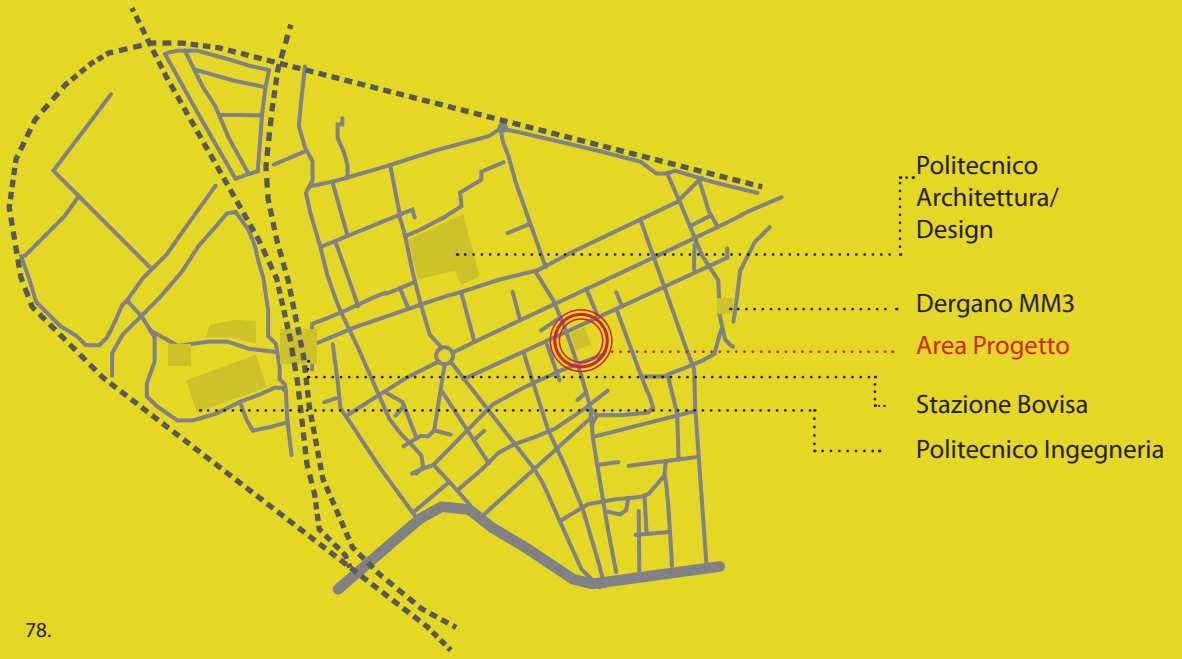 Politecnico
Architettura/
Design
Dergano MM3
Area Progetto
Stazione Bovisa
Politecnico Ingegneria
78.